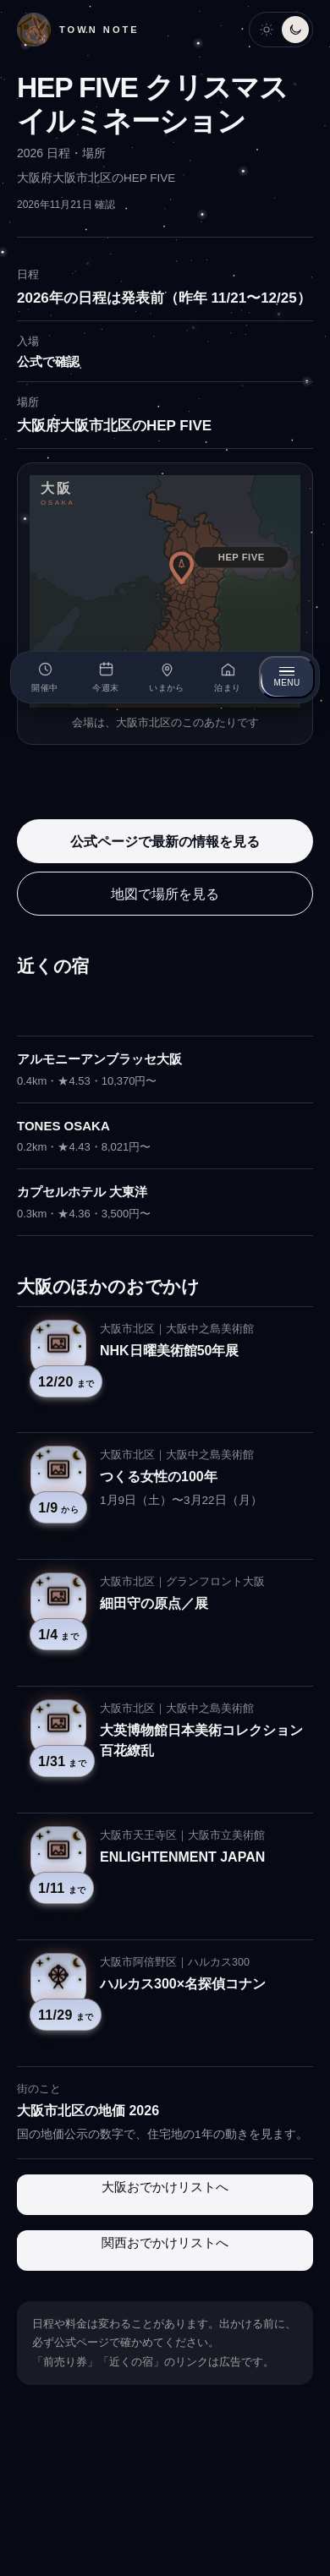 TOWN NOTE
HEP FIVE クリスマス
イルミネーション
2026 日程・場所
大阪府大阪市北区のHEP FIVE
2026年11月21日 確認
日程
2026年の日程は発表前（昨年 11/21〜12/25）
入場
公式で確認
場所
大阪府大阪市北区のHEP FIVE
大阪
OSAKA
HEP FIVE
開催中
今週末
いまから
泊まり
MENU
会場は、大阪市北区のこのあたりです
公式ページで最新の情報を見る
地図で場所を見る
近くの宿
アルモニーアンブラッセ大阪
0.4km・★4.53・10,370円〜
TONES OSAKA
0.2km・★4.43・8,021円〜
カプセルホテル 大東洋
0.3km・★4.36・3,500円〜
大阪のほかのおでかけ
大阪市北区｜大阪中之島美術館
NHK日曜美術館50年展
12/20 まで
大阪市北区｜大阪中之島美術館
つくる女性の100年
1月9日（土）〜3月22日（月）
1/9 から
大阪市北区｜グランフロント大阪
細田守の原点／展
1/4 まで
大阪市北区｜大阪中之島美術館
大英博物館日本美術コレクション
百花繚乱
1/31 まで
大阪市天王寺区｜大阪市立美術館
ENLIGHTENMENT JAPAN
1/11 まで
大阪市阿倍野区｜ハルカス300
ハルカス300×名探偵コナン
11/29 まで
街のこと
大阪市北区の地価 2026
国の地価公示の数字で、住宅地の1年の動きを見ます。
大阪おでかけリストへ
関西おでかけリストへ
日程や料金は変わることがあります。出かける前に、
必ず公式ページで確かめてください。
「前売り券」「近くの宿」のリンクは広告です。